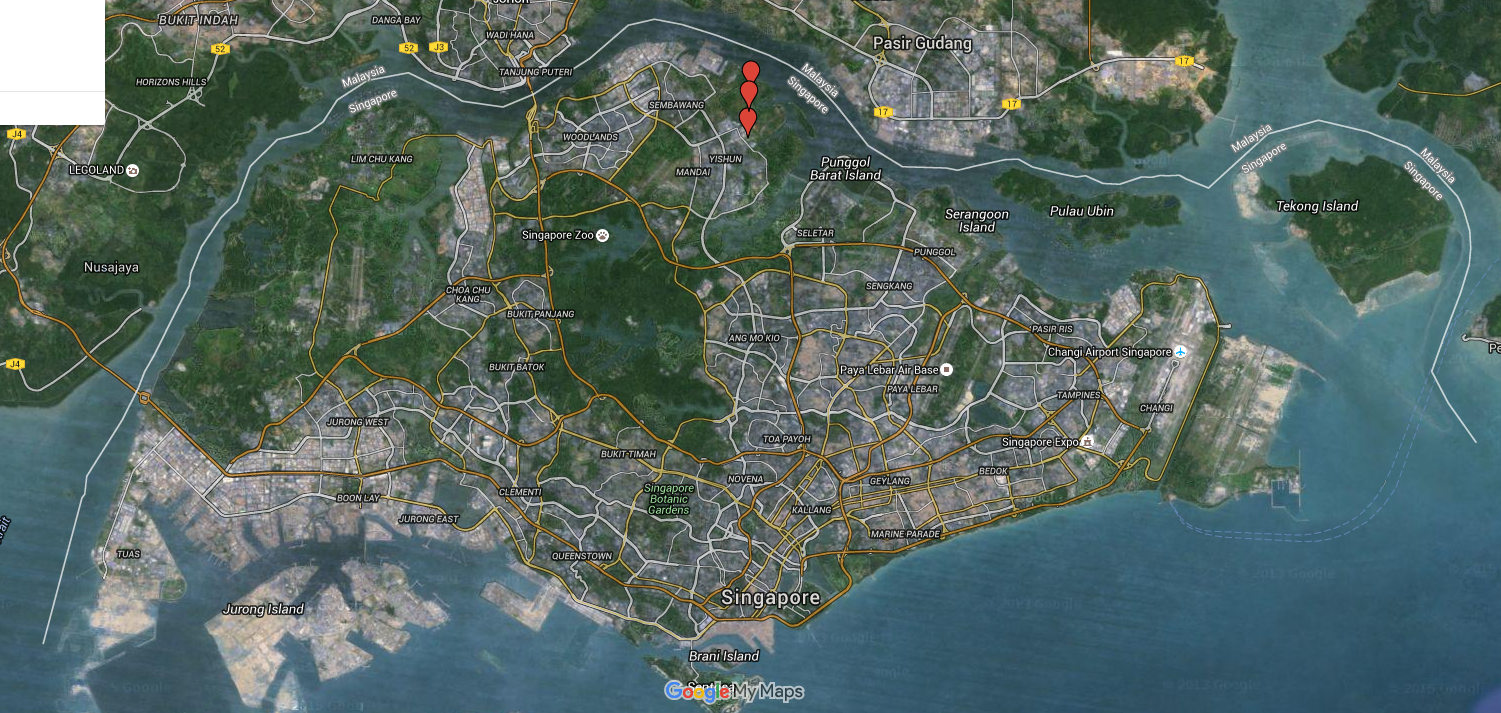 BUKIT INDAH
DANGA BAY
WADI HANA
52
52
J3
Pasir Gudang
17
TANJUNG PUTERI
Malaysia
Singapore
HORIZONS HILLS
Malaysia
Singapore
SEMBAWANG
17
17
J4
WOODLANDS
Malaysia
Singapore
LIM CHU KANG
YISHUN
MANDAI
Punggol
Barat Island
LEGOLAND
Malaysia
Singapore
Serangoon
Island
Pulau Ubin
Tekong Island
Singapore Zoo
SELETAR
PUNGGOL
Nusajaya
CHOA CHU
KANG
SENGKANG
BUKIT PANJANG
ANG MO KIO
PASIR RIS
Changi Airport Singapore
J4
BUKIT BATOK
Paya Lebar Air Base
PAYA LEBAR
TAMPINES
CHANGI
JURONG WEST
TOA PAYOH
Singapore Expo
BUKIT TIMAH
NOVENA
BEDOK
GEYLANG
CLEMENTI
Singapore
Botanic
Gardens
BOON LAY
KALLANG
JURONG EAST
MARINE PARADE
TUAS
QUEENSTOWN
Singapore
Jurong Island
Brani Island
Google My Maps